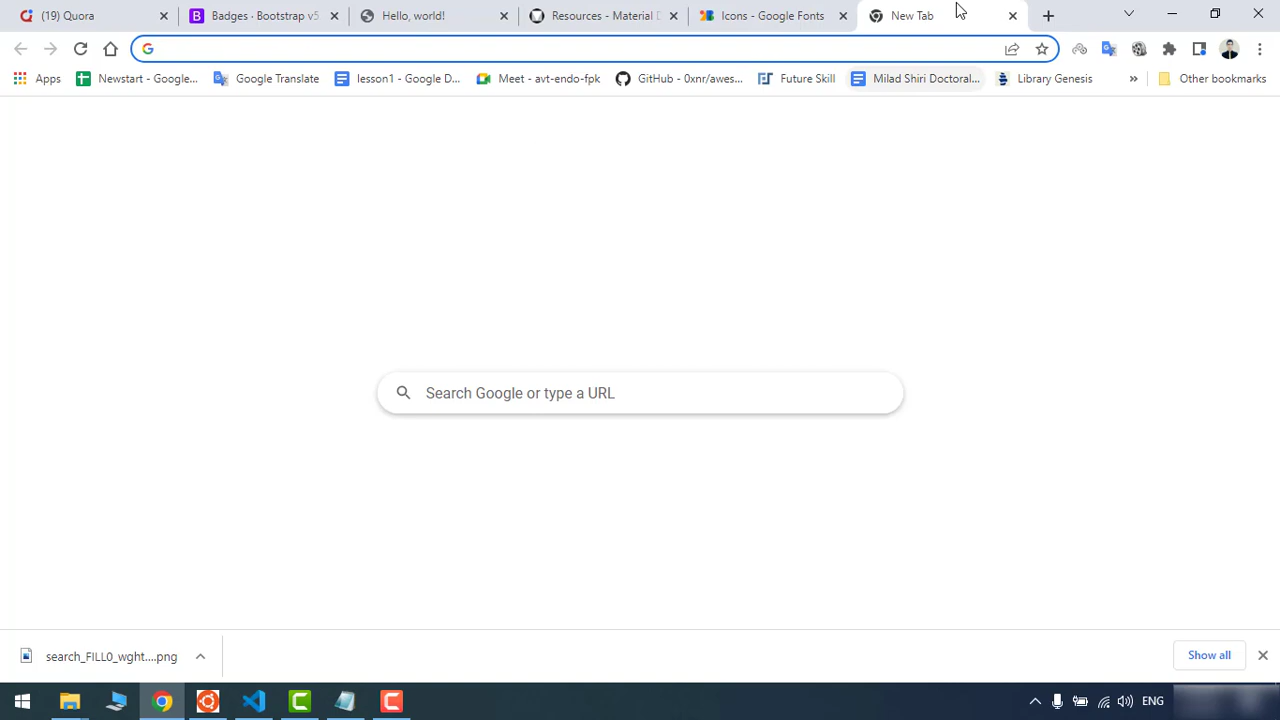 (19) Quora
Badges · Bootstrap v5
Hello, world!
Resources - Material D
Icons - Google Fonts
New Tab
Apps
Newstart - Google...
Google Translate
lesson1 - Google D...
Meet - avt-endo-fpk
GitHub - 0xnr/awes...
Future Skill
Milad Shiri Doctoral...
Library Genesis
»
Other bookmarks
Search Google or type a URL
search_FILL0_wght....png
Show all
ENG